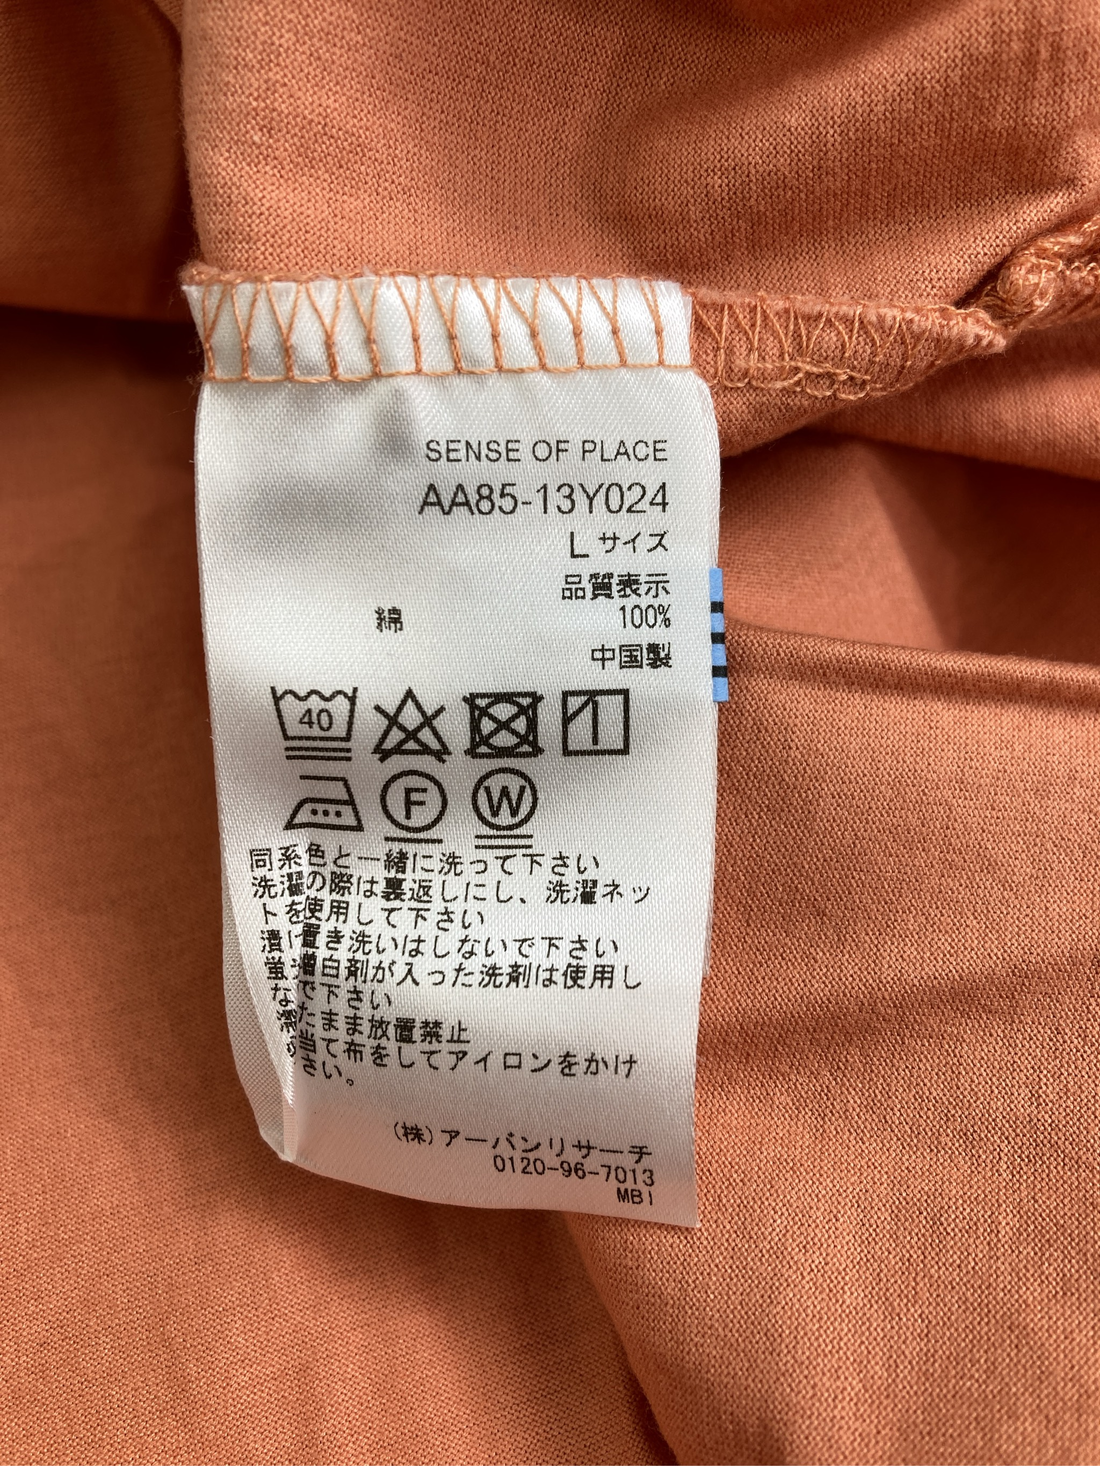 SENSE OF PLACE
AA85-13Y024
L サイズ
品質表示
綿 100%
中国製
40
F W
同系色と一緒に洗って下さい
洗濯の際は裏返しにし、洗濯ネッ
トを使用して下さい
漬け置き洗いはしないで下さい
蛍 増白剤が入った洗剤は使用し
な で下さい
たまま放置禁止
当て布をしてアイロンをかけ
さい。
(株)アーバンリサーチ
0120-96-7013
MBI